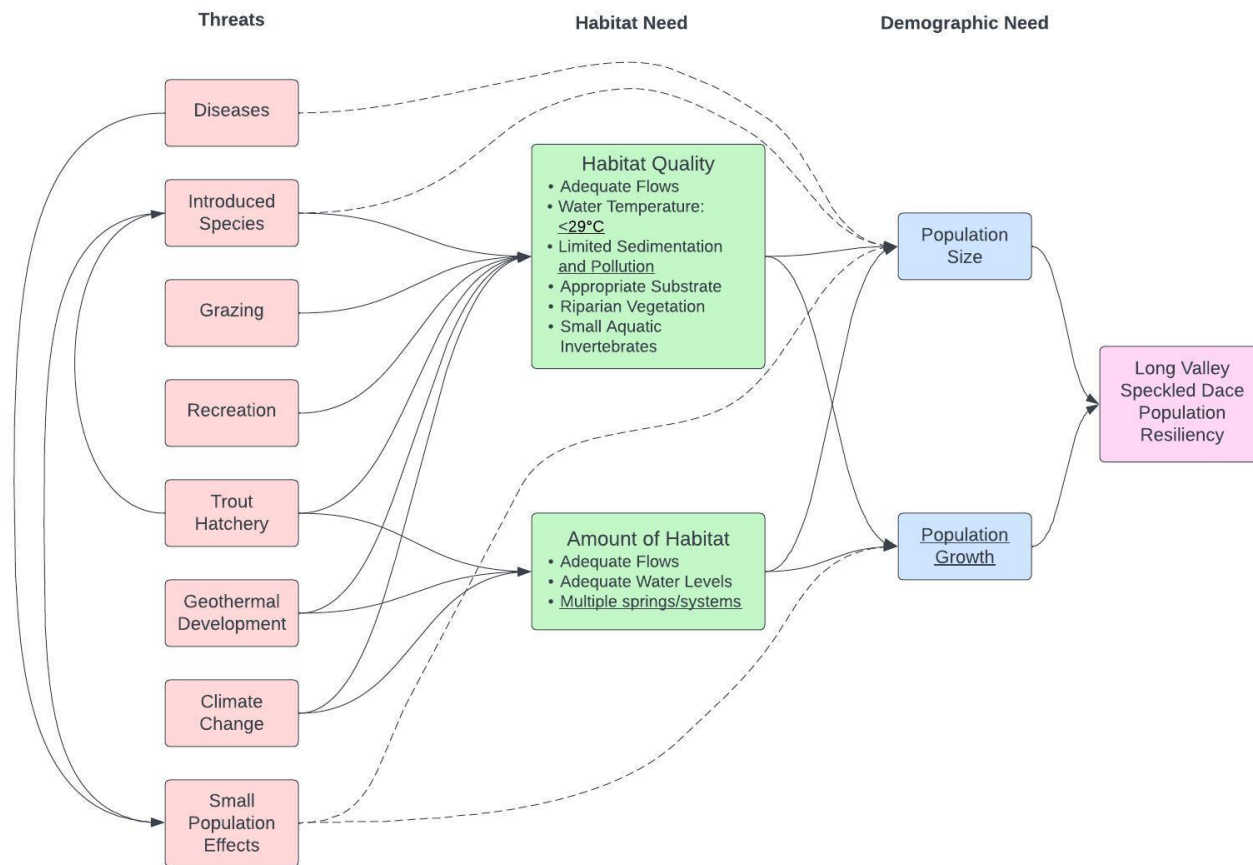 Threats
Habitat Need
Demographic Need
Diseases
Introduced
Species
Grazing
Recreation
Trout
Hatchery
Geothermal
Development
Climate
Change
Small
Population
Effects
Habitat Quality
• Adequate Flows
• Water Temperature:
<29°C
• Limited Sedimentation
and Pollution
• Appropriate Substrate
• Riparian Vegetation
• Small Aquatic
Invertebrates
Amount of Habitat
• Adequate Flows
• Adequate Water Levels
• Multiple springs/systems
Population
Size
Population
Growth
Long Valley
Speckled Dace
Population
Resiliency